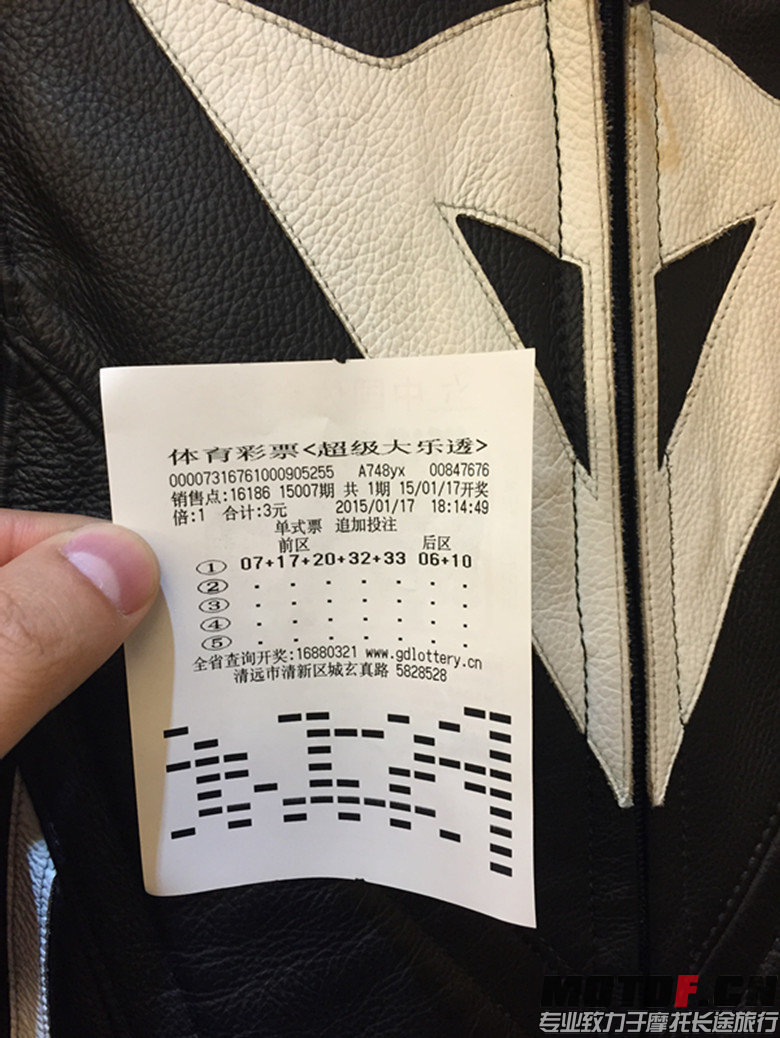 体育彩票<超级大乐透>
00007316761000905255 A748yx 00847676
销售点:16186 15007期 共 1期 15/01/17开奖
倍:1 合计:3元 2015/01/17 18:14:49
单式票 追加投注
前区 后区
① 07+17+20+32+33 06+10
②
③
④
⑤
全省查询开奖:16880321 www.gdlottery.cn
清远市清新区城玄真路 5828528
MOTOF.CN
专业致力于摩托长途旅行